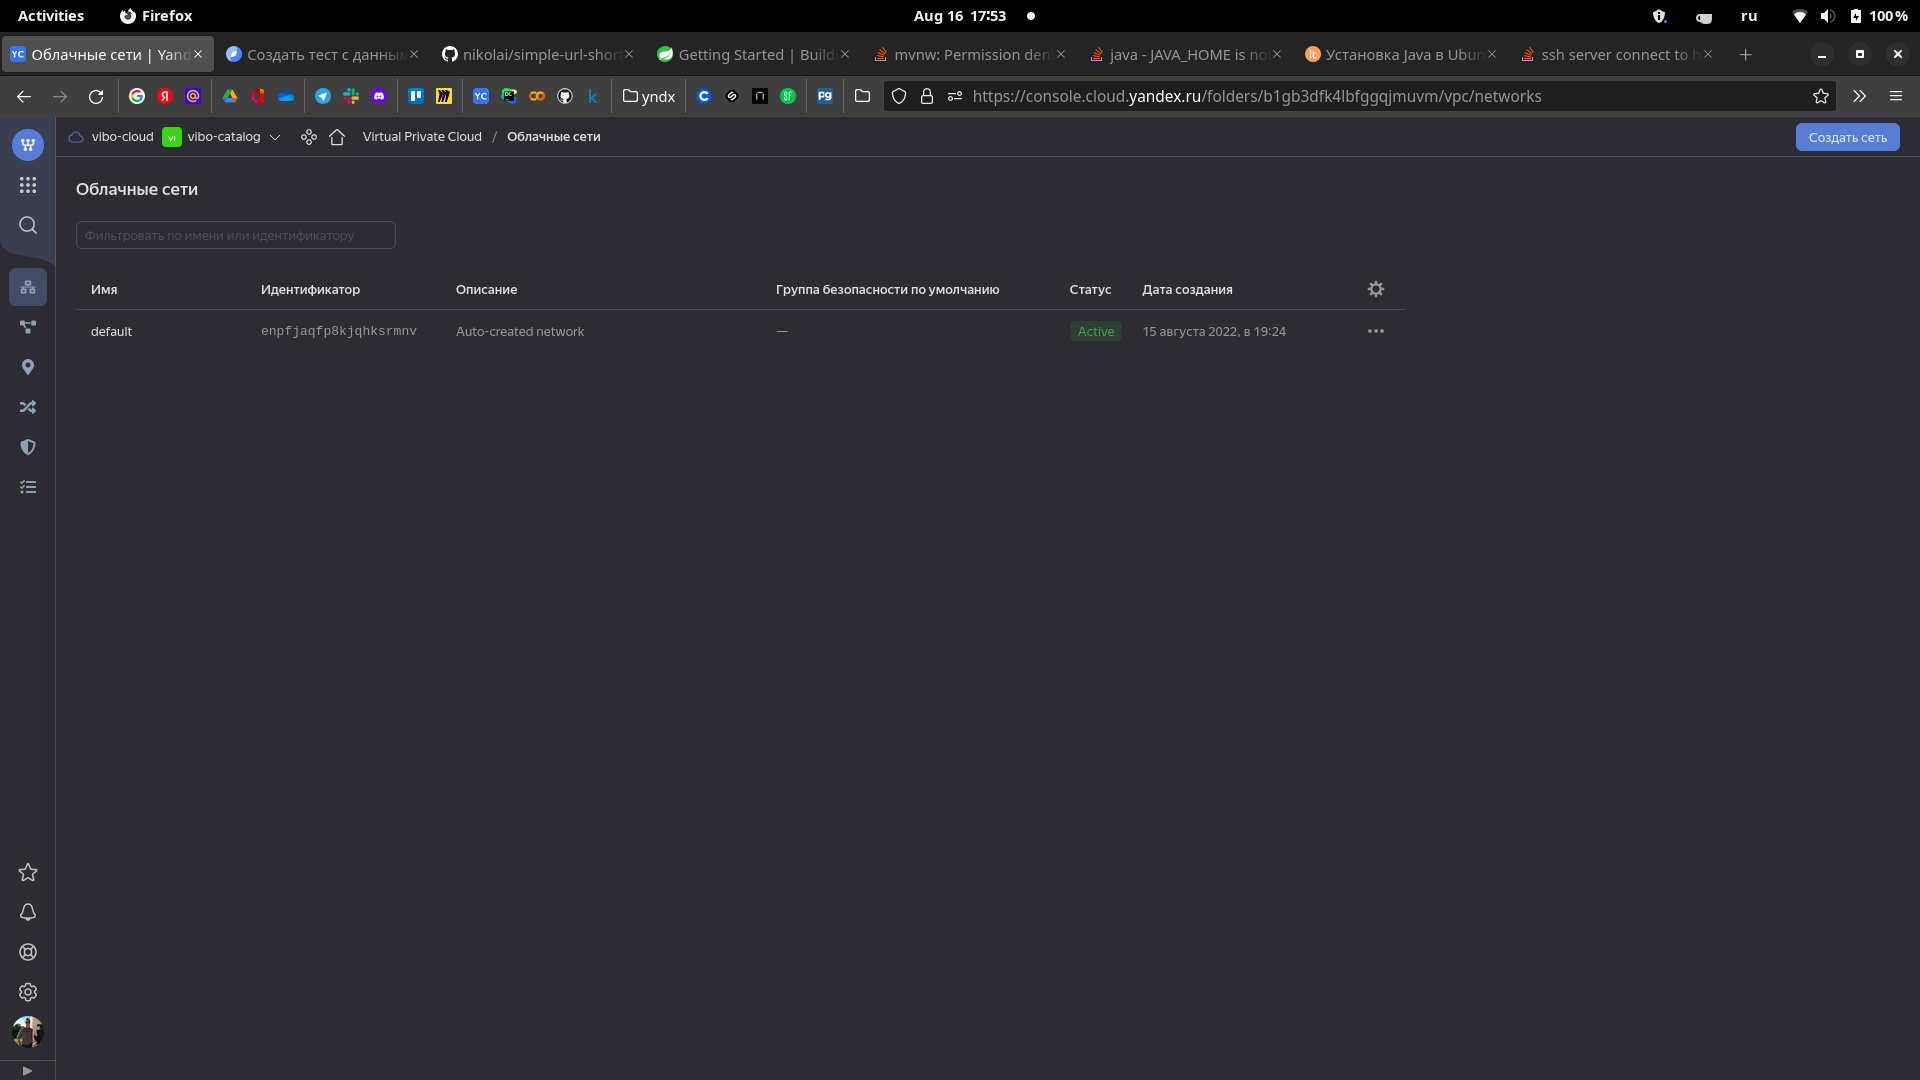 Activities Firefox Aug 16 17:53 ru 100 %
Облачные сети | Yand Создать тест с данным nikolai/simple-url-shor Getting Started | Buildi mvnw: Permission deni java - JAVA_HOME is no Установка Java в Ubun ssh server connect to h
yndx https://console.cloud.yandex.ru/folders/b1gb3dfk4lbfggqjmuvm/vpc/networks
vibo-cloud VI vibo-catalog Virtual Private Cloud / Облачные сети Создать сеть
Облачные сети
Фильтровать по имени или идентификатору
Имя Идентификатор Описание Группа безопасности по умолчанию Статус Дата создания
default enpfjaqfp8kjqhksrmnv Auto-created network — Active 15 августа 2022, в 19:24